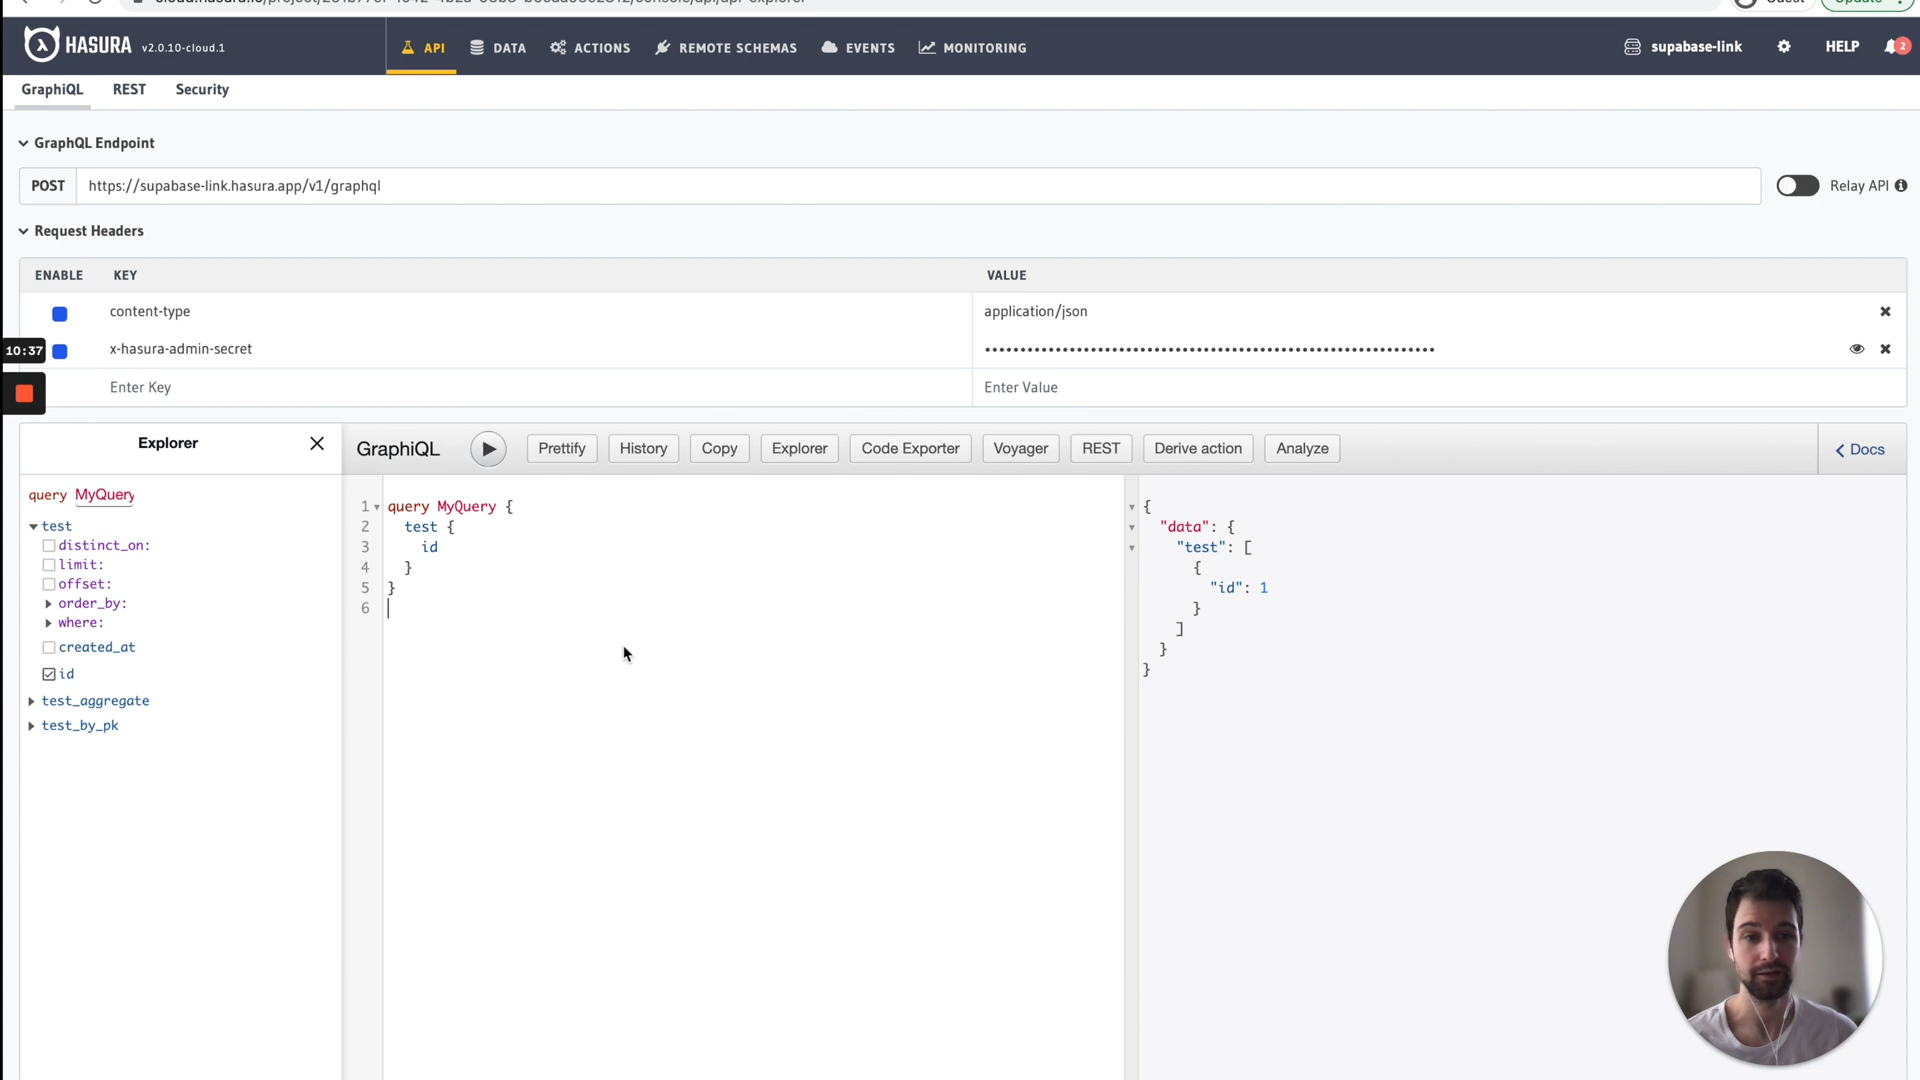 HASURA v2.0.10-cloud.1
API DATA ACTIONS REMOTE SCHEMAS EVENTS MONITORING
supabase-link HELP 2
GraphiQL REST Security
GraphQL Endpoint
POST https://supabase-link.hasura.app/v1/graphql Relay API
Request Headers
ENABLE KEY VALUE
content-type application/json
10:37 x-hasura-admin-secret ••••••••••••••••••••••••••••••••••••••••••••••••••••••••••••••••
Enter Key Enter Value
Explorer
GraphiQL Prettify History Copy Explorer Code Exporter Voyager REST Derive action Analyze Docs
query MyQuery
test
distinct_on:
limit:
offset:
order_by:
where:
created_at
id
test_aggregate
test_by_pk
1 query MyQuery {
2 test {
3 id
4 }
5 }
6
{
"data": {
"test": [
{
"id": 1
}
]
}
}